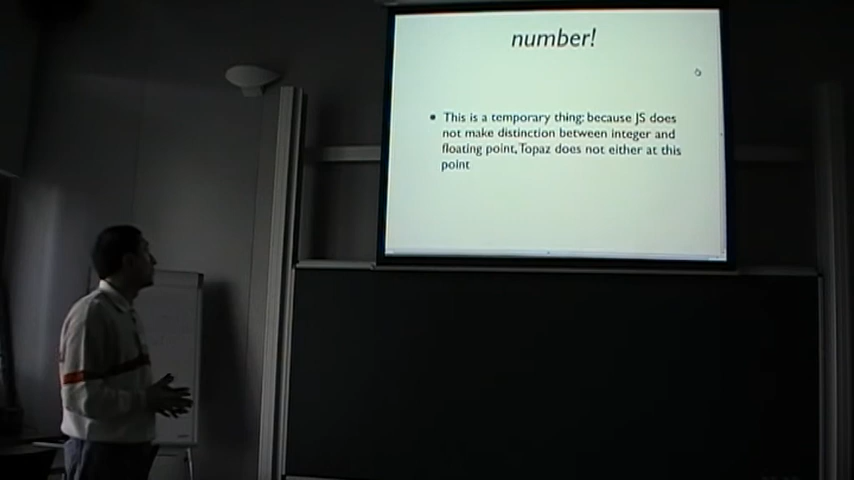 number!
• This is a temporary thing: because JS does
not make distinction between integer and
floating point, Topaz does not either at this
point